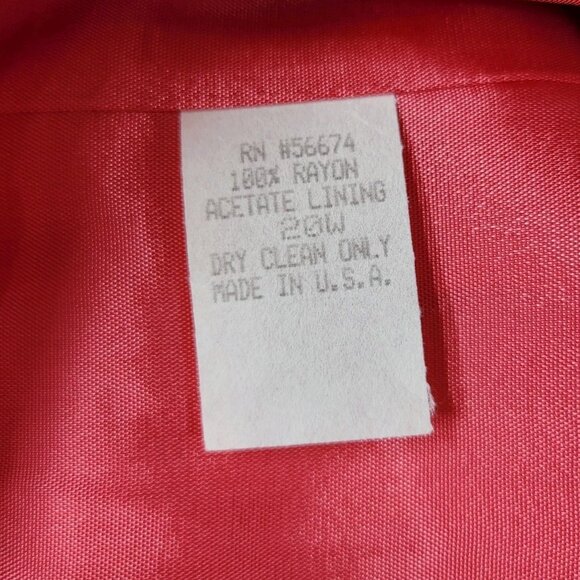 RN #56674
100% RAYON
ACETATE LINING
20W
DRY CLEAN ONLY
MADE IN U.S.A.